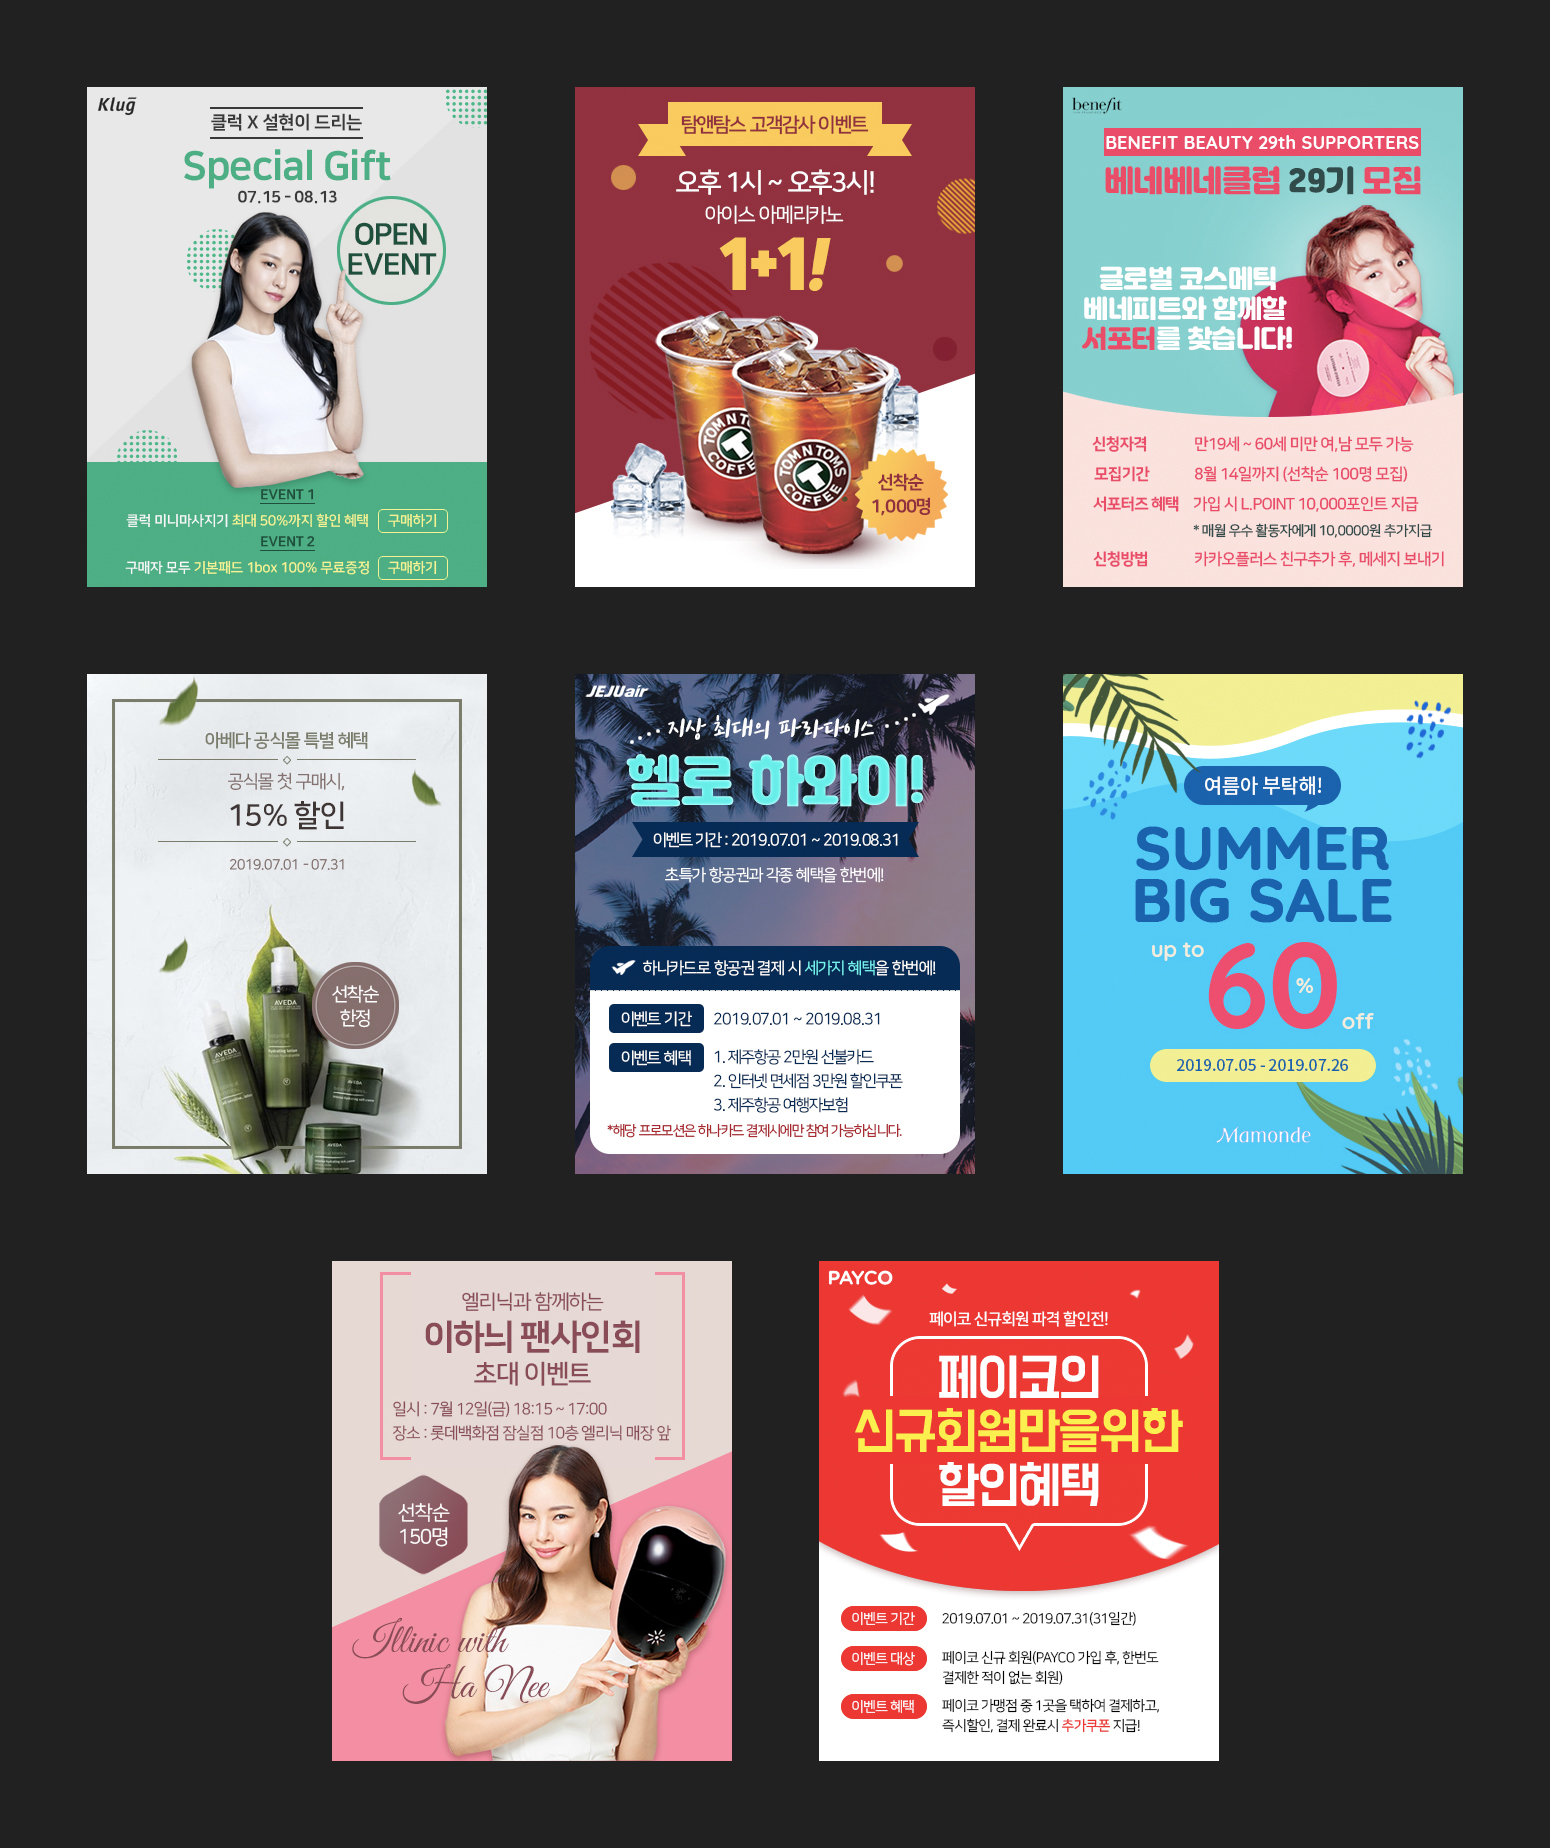 Klug
클럭 X 설현이 드리는
Special Gift
07.15 - 08.13
OPEN
EVENT
EVENT 1
클럭 미니마사지기 최대 50%까지 할인 혜택 구매하기
EVENT 2
구매자 모두 기본패드 1box 100% 무료증정 구매하기
탐앤탐스 고객감사 이벤트
오후 1시 ~ 오후3시!
아이스 아메리카노
1+1!
TOM N TOMS
COFFEE
TOM N TOMS
COFFEE
선착순
1,000명
benefit
BENEFIT BEAUTY 29th SUPPORTERS
베네베네클럽 29기 모집
글로벌 코스메틱
베네피트와 함께할
서포터를 찾습니다!
신청자격 만19세 ~ 60세 미만 여,남 모두 가능
모집기간 8월 14일까지 (선착순 100명 모집)
서포터즈 혜택 가입 시 L.POINT 10,000포인트 지급
* 매월 우수 활동자에게 10,0000원 추가지급
신청방법 카카오플러스 친구추가 후, 메세지 보내기
아베다 공식몰 특별 혜택
공식몰 첫 구매시,
15% 할인
2019.07.01 - 07.31
선착순
한정
AVEDA
AVEDA
AVEDA
AVEDA
JEJUair
지상 최대의 파라다이스
헬로 하와이!
이벤트 기간 : 2019.07.01 ~ 2019.08.31
초특가 항공권과 각종 혜택을 한번에!
하나카드로 항공권 결제 시 세가지 혜택을 한번에!
이벤트 기간 2019.07.01 ~ 2019.08.31
이벤트 혜택 1. 제주항공 2만원 선불카드
2. 인터넷 면세점 3만원 할인쿠폰
3. 제주항공 여행자보험
*해당 프로모션은 하나카드 결제시에만 참여 가능하십니다.
여름아 부탁해!
SUMMER
BIG SALE
up to
60
%
off
2019.07.05 - 2019.07.26
Mamonde
엘리닉과 함께하는
이하늬 팬사인회
초대 이벤트
일시 : 7월 12일(금) 18:15 ~ 17:00
장소 : 롯데백화점 잠실점 10층 엘리닉 매장 앞
선착순
150명
Illinic with
Ha Nee
PAYCO
페이코 신규회원 파격 할인전!
페이코의
신규회원만을위한
할인혜택
이벤트 기간 2019.07.01 ~ 2019.07.31(31일간)
이벤트 대상 페이코 신규 회원(PAYCO 가입 후, 한번도
결제한 적이 없는 회원)
이벤트 혜택 페이코 가맹점 중 1곳을 택하여 결제하고,
즉시할인, 결제 완료시 추가쿠폰 지급!